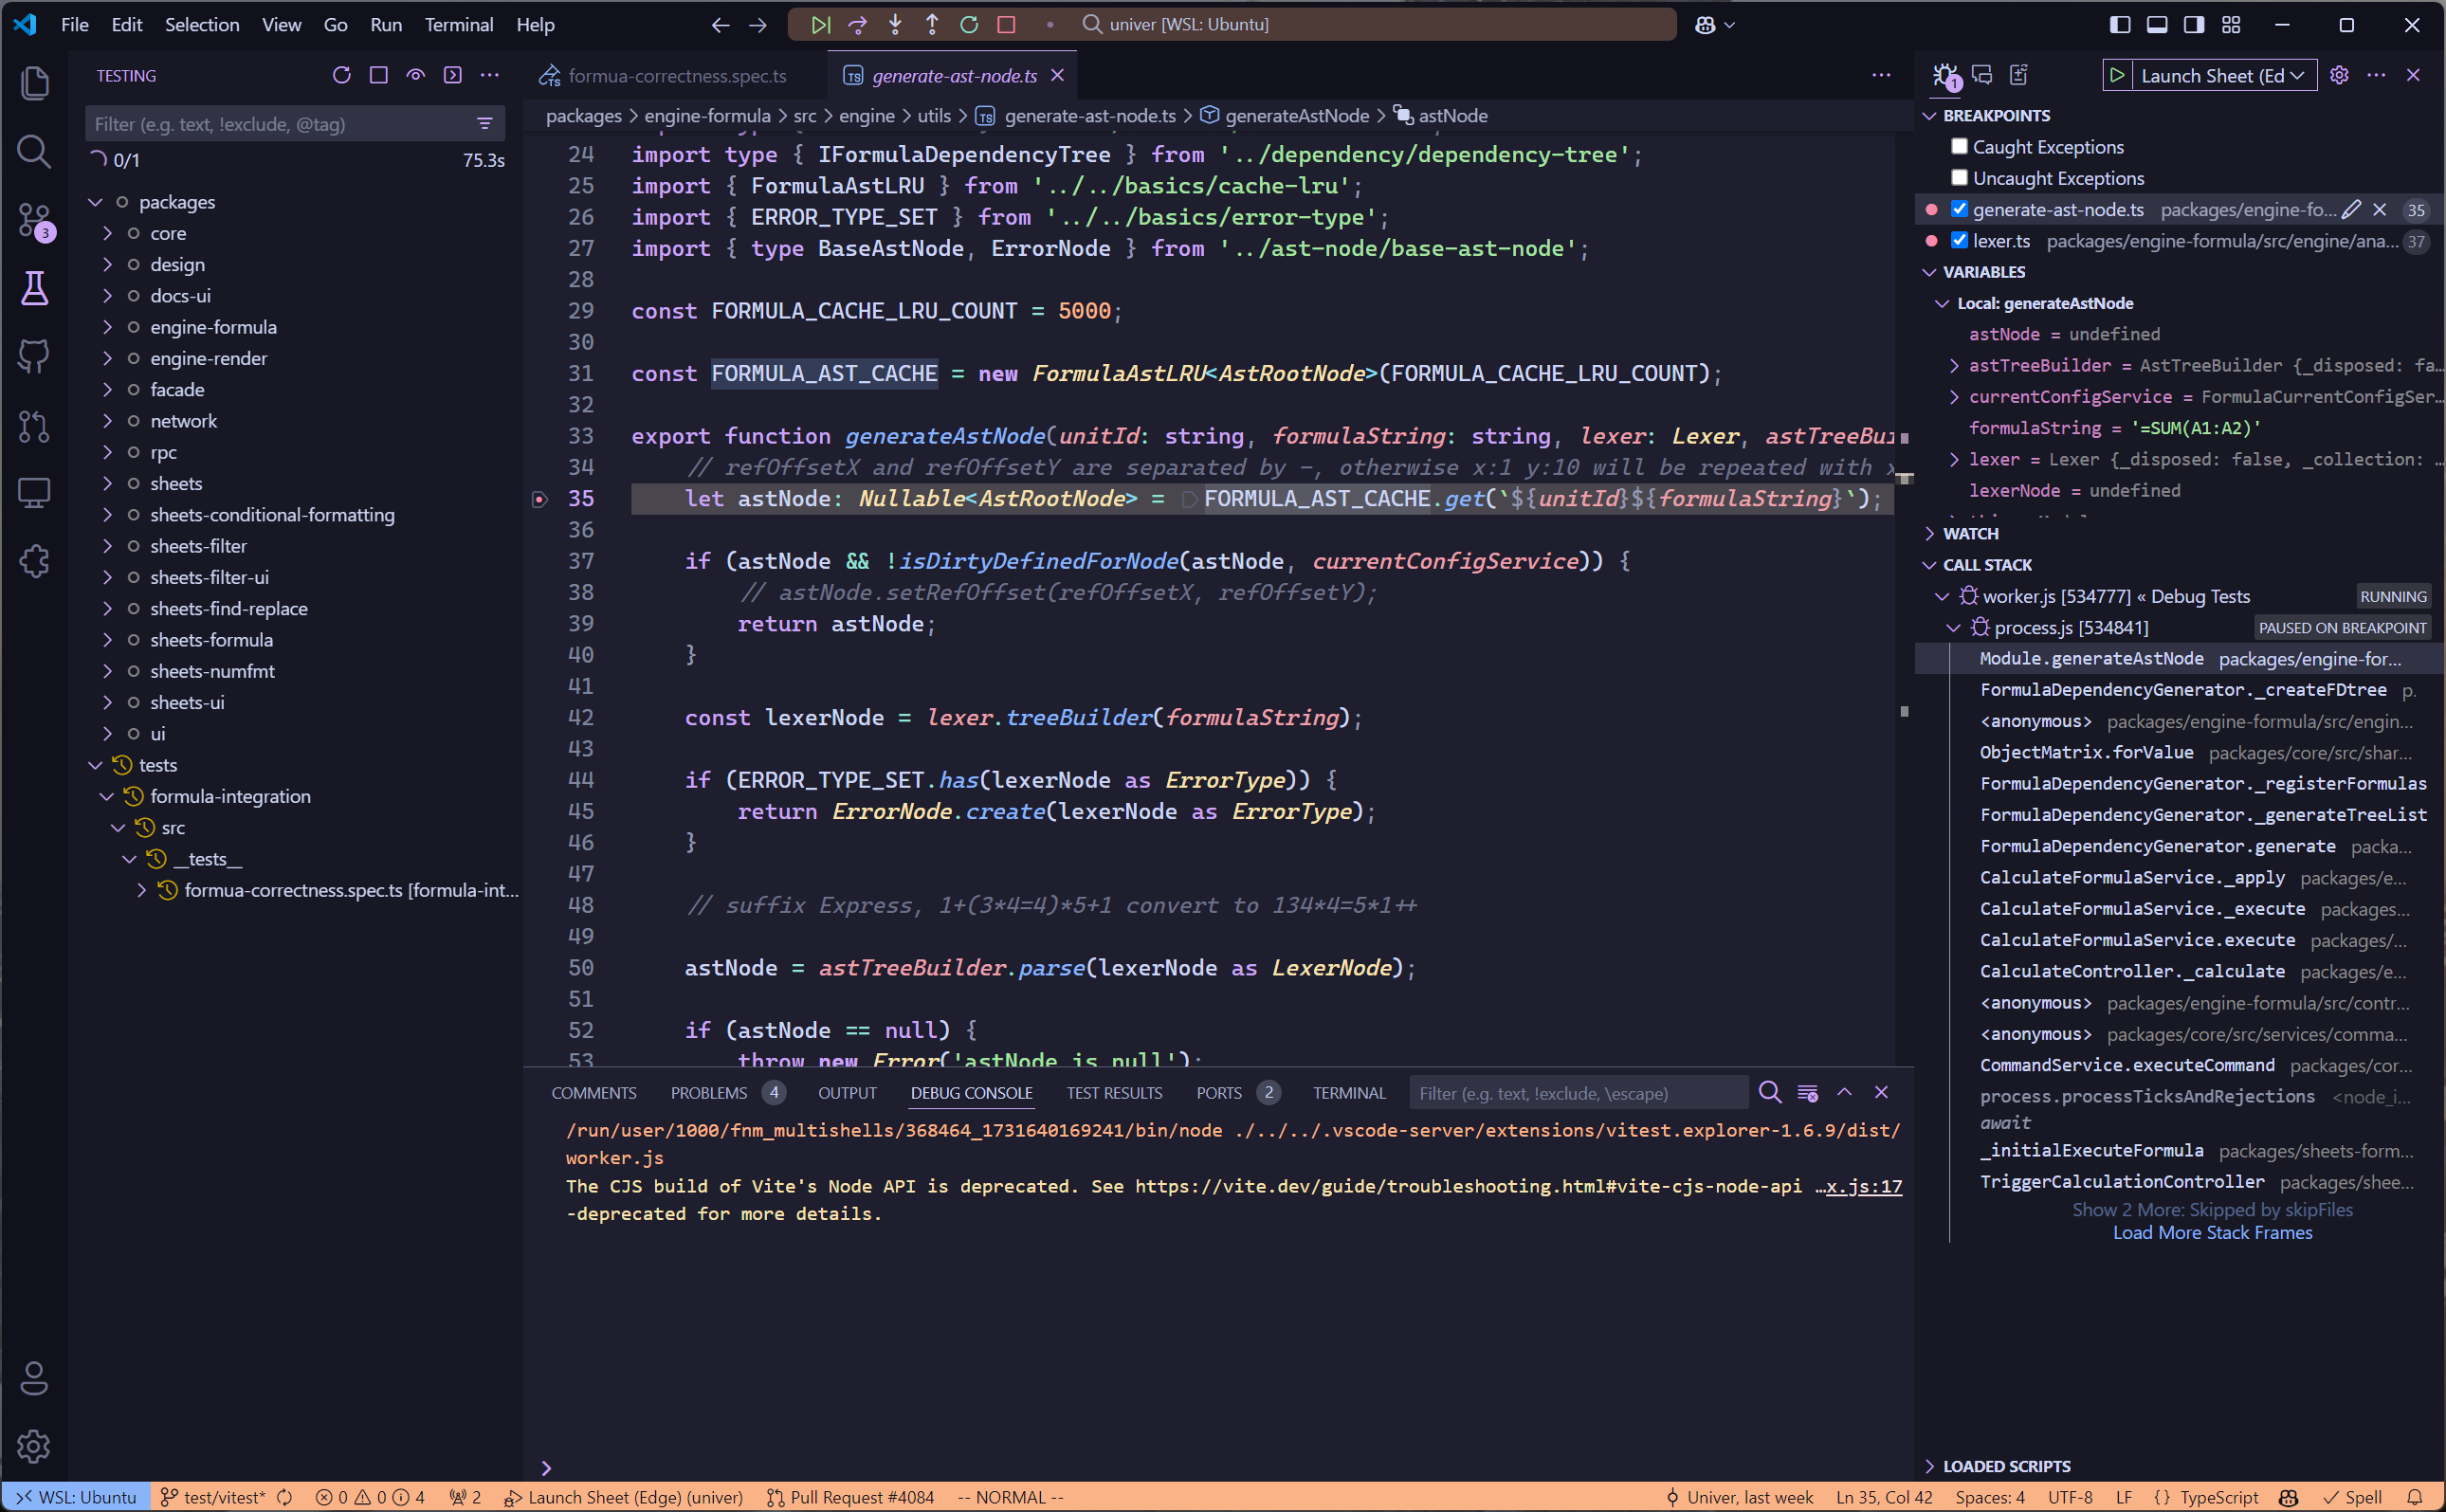 File Edit Selection View Go Run Terminal Help
univer [WSL: Ubuntu]
TESTING
Filter (e.g. text, !exclude, @tag)
0/1 75.3s
packages
core
design
docs-ui
engine-formula
engine-render
facade
network
rpc
sheets
sheets-conditional-formatting
sheets-filter
sheets-filter-ui
sheets-find-replace
sheets-formula
sheets-numfmt
sheets-ui
ui
tests
formula-integration
src
__tests__
formua-correctness.spec.ts [formula-int...
formua-correctness.spec.ts
generate-ast-node.ts
packages > engine-formula > src > engine > utils > generate-ast-node.ts > generateAstNode > astNode
24 import type { IFormulaDependencyTree } from '../dependency/dependency-tree';
25 import { FormulaAstLRU } from '../../basics/cache-lru';
26 import { ERROR_TYPE_SET } from '../../basics/error-type';
27 import { type BaseAstNode, ErrorNode } from '../ast-node/base-ast-node';
28
29 const FORMULA_CACHE_LRU_COUNT = 5000;
30
31 const FORMULA_AST_CACHE = new FormulaAstLRU<AstRootNode>(FORMULA_CACHE_LRU_COUNT);
32
33 export function generateAstNode(unitId: string, formulaString: string, lexer: Lexer, astTreeBui
34 // refOffsetX and refOffsetY are separated by -, otherwise x:1 y:10 will be repeated with x
35 let astNode: Nullable<AstRootNode> = FORMULA_AST_CACHE.get(`${unitId}${formulaString}`);
36
37 if (astNode && !isDirtyDefinedForNode(astNode, currentConfigService)) {
38 // astNode.setRefOffset(refOffsetX, refOffsetY);
39 return astNode;
40 }
41
42 const lexerNode = lexer.treeBuilder(formulaString);
43
44 if (ERROR_TYPE_SET.has(lexerNode as ErrorType)) {
45 return ErrorNode.create(lexerNode as ErrorType);
46 }
47
48 // suffix Express, 1+(3*4=4)*5+1 convert to 134*4=5*1++
49
50 astNode = astTreeBuilder.parse(lexerNode as LexerNode);
51
52 if (astNode == null) {
53 throw new Error('astNode is null');
COMMENTS PROBLEMS 4 OUTPUT DEBUG CONSOLE TEST RESULTS PORTS 2 TERMINAL Filter (e.g. text, !exclude, \escape)
/run/user/1000/fnm_multishells/368464_1731640169241/bin/node ./../../.vscode-server/extensions/vitest.explorer-1.6.9/dist/
worker.js
The CJS build of Vite's Node API is deprecated. See https://vite.dev/guide/troubleshooting.html#vite-cjs-node-api …x.js:17
-deprecated for more details.
1
Launch Sheet (Ed
BREAKPOINTS
Caught Exceptions
Uncaught Exceptions
generate-ast-node.ts packages/engine-fo... 35
lexer.ts packages/engine-formula/src/engine/ana... 37
VARIABLES
Local: generateAstNode
astNode = undefined
astTreeBuilder = AstTreeBuilder {_disposed: fa…
currentConfigService = FormulaCurrentConfigSer…
formulaString = '=SUM(A1:A2)'
lexer = Lexer {_disposed: false, _collection: …
lexerNode = undefined
WATCH
CALL STACK
worker.js [534777] « Debug Tests RUNNING
process.js [534841] PAUSED ON BREAKPOINT
Module.generateAstNode packages/engine-for...
FormulaDependencyGenerator._createFDtree p.
<anonymous> packages/engine-formula/src/engin...
ObjectMatrix.forValue packages/core/src/shar...
FormulaDependencyGenerator._registerFormulas
FormulaDependencyGenerator._generateTreeList
FormulaDependencyGenerator.generate packa...
CalculateFormulaService._apply packages/e...
CalculateFormulaService._execute packages...
CalculateFormulaService.execute packages/...
CalculateController._calculate packages/e...
<anonymous> packages/engine-formula/src/contr...
<anonymous> packages/core/src/services/comma...
CommandService.executeCommand packages/cor...
process.processTicksAndRejections <node_i...
await
_initialExecuteFormula packages/sheets-form...
TriggerCalculationController packages/shee...
Show 2 More: Skipped by skipFiles
Load More Stack Frames
LOADED SCRIPTS
3
WSL: Ubuntu test/vitest* 0 0 4 2 Launch Sheet (Edge) (univer) Pull Request #4084 -- NORMAL -- Univer, last week Ln 35, Col 42 Spaces: 4 UTF-8 LF {} TypeScript Spell